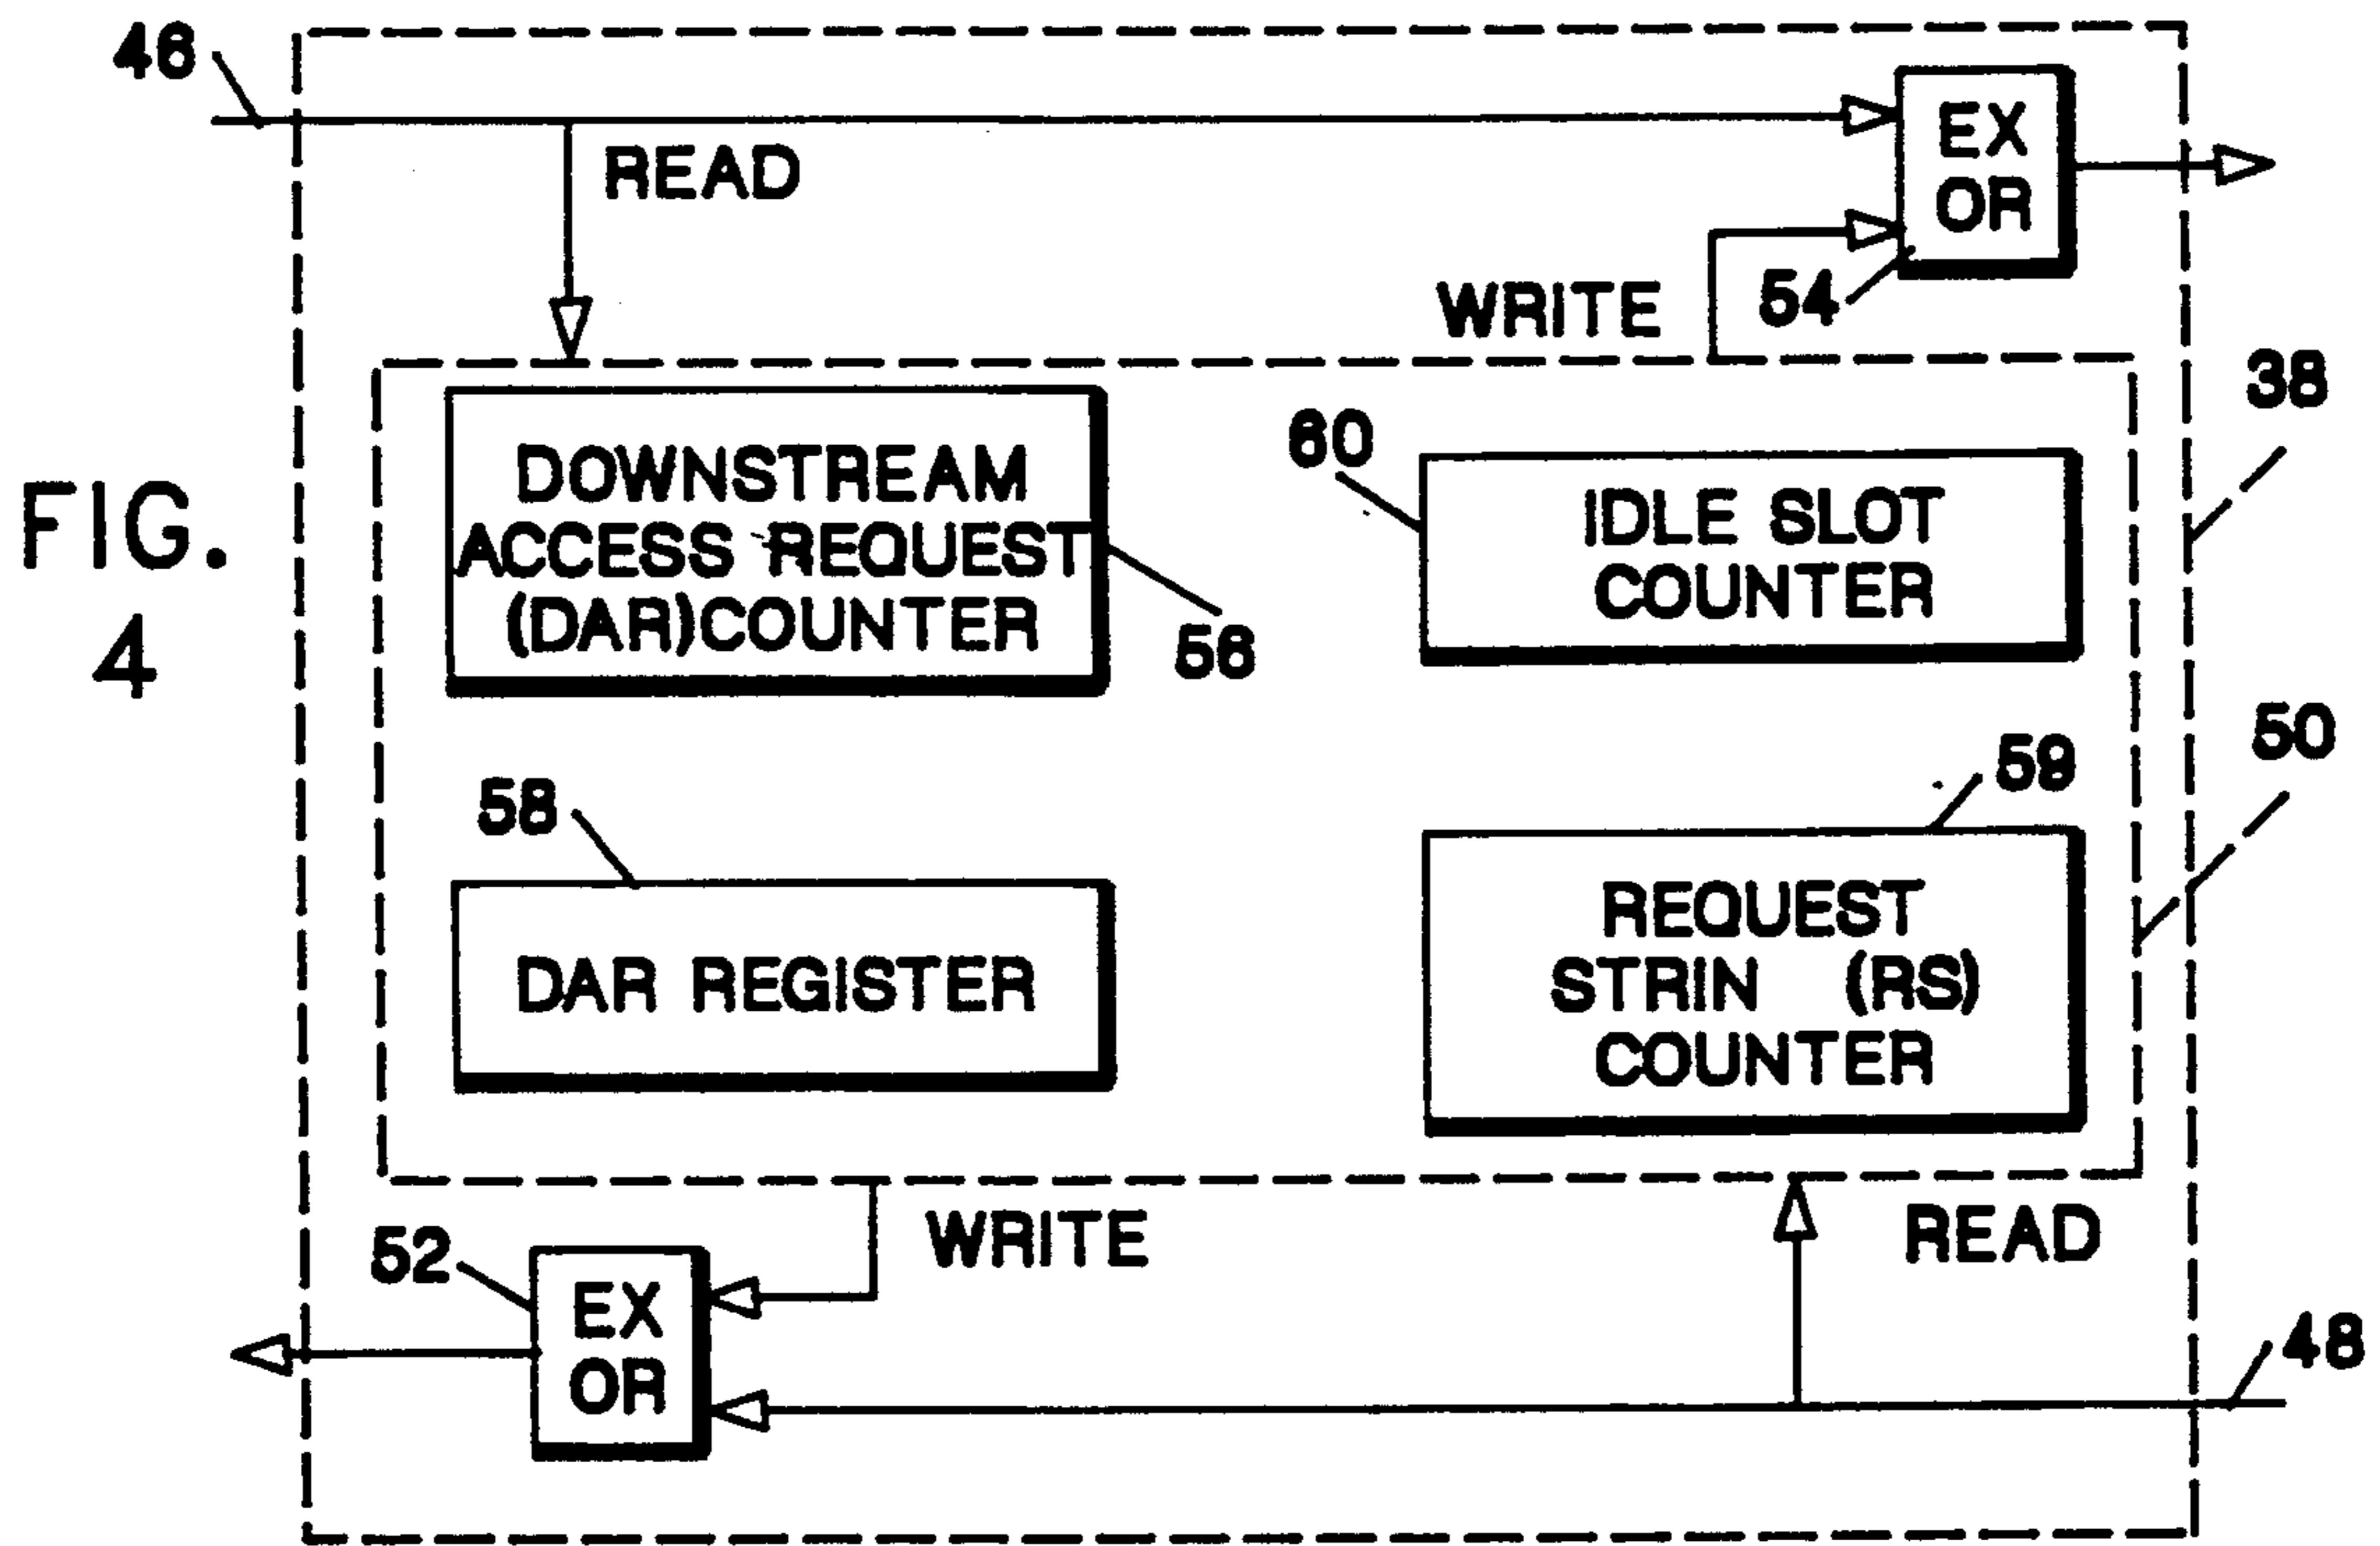 46
READ
EX
OR
WRITE
54
38
FIG.
4
DOWNSTREAM
ACCESS REQUEST
(DAR)COUNTER
56
60
IDLE SLOT
COUNTER
50
58
DAR REGISTER
59
REQUEST
STRIN (RS)
COUNTER
52
EX
OR
WRITE
READ
48